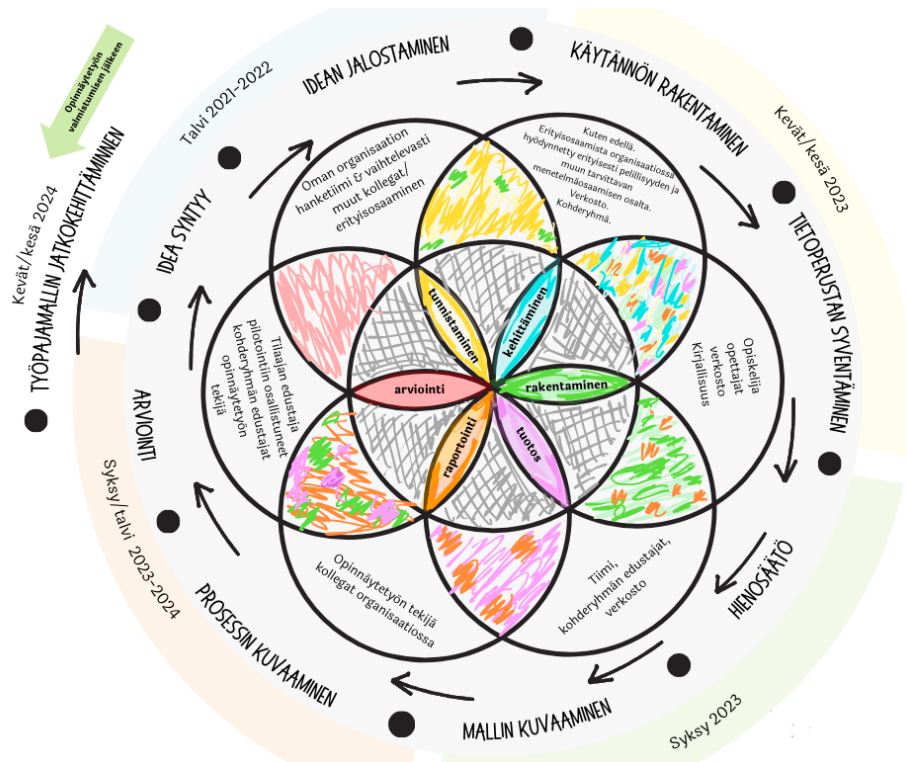 Opinnäytetyön
valmistumisen jälkeen
Kevät/kesä 2024
TYÖPAJAMALLIN JATKOKEHITTÄMINNEN
Talvi 2021-2022
IDEA SYNTYY
IDEAN JALOSTAMINEN
KÄYTÄNNÖN RAKENTAMINEN
Kevät/kesä 2023
TIETOPERUSTAN SYVENTÄMINEN
HIENOSÄÄTÖ
Syksy 2023
MALLIN KUVAAMINEN
PROSESSIN KUVAAMINEN
Syksy/talvi 2023-2024
ARVIOINTI
Oman organisaation
hanketiimi & vaihtelevasti
muut kollegat/
erityisosaaminen
Kuten edellä.
Erityisosaamista organisaatiossa
hyödynnetty erityisesti pelillisyyden ja
muun tarvittavan
menetelmäosaamisen osalta.
Verkosto.
Kohderyhmä.
Opiskelija
opettajat
verkosto
Kirjallisuus
Tiimi,
kohderyhmän edustajat,
verkosto
Opinnäytetyön tekijä
kollegat organisaatiossa
Tilaajan edustaja
pilotointiin osallistuneet
kohderyhmän edustajat
opinnäytetyön
tekijä
tunnistaminen
kehittäminen
rakentaminen
tuotos
raportointi
arviointi